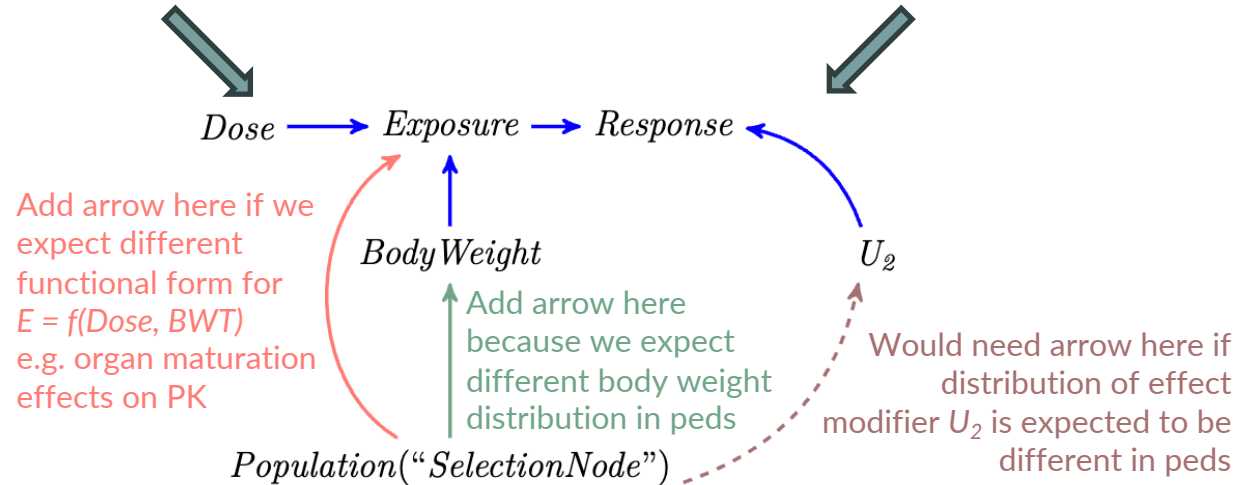 Dose
Exposure
Response
Add arrow here if we
expect different
functional form for
E = f(Dose, BWT)
e.g. organ maturation
effects on PK
BodyWeight
U₂
Add arrow here
because we expect
different body weight
distribution in peds
Would need arrow here if
distribution of effect
modifier U₂ is expected to be
different in peds
Population(“SelectionNode”)